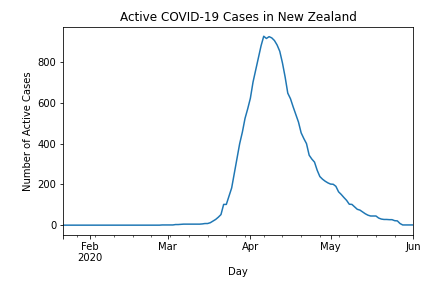 Active COVID-19 Cases in New Zealand
Number of Active Cases
800
600
400
200
0
Feb
2020
Mar
Apr
May
Jun
Day